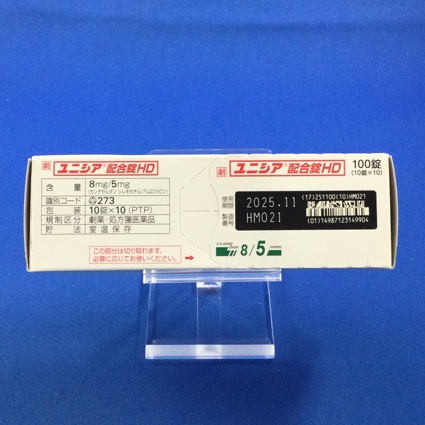 劇 ユニシア®配合錠HD
含量 8mg/5mg
(カンデサルタン シレキセチル/アムロジピン)
識別コード 273
包装 10錠×10(PTP)
規制区分 劇薬・処方箋医薬品
貯法 室温保存
この部分は切り取れます。
必要に応じてお使いください。
劇 ユニシア®配合錠HD 100錠
(10錠×10)
使用期限 2025.11
製造番号 HM021
(17)251100(10)HM021
(01)14987123149904
8/5